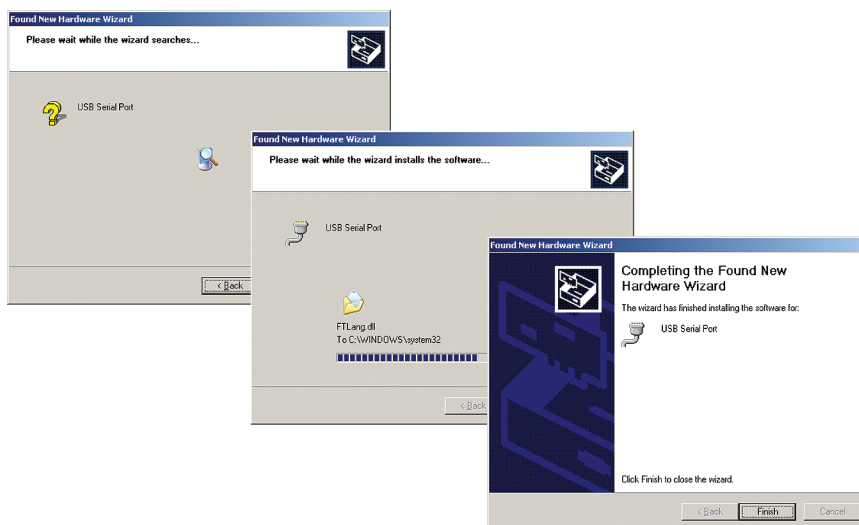 Found New Hardware Wizard
Please wait while the wizard searches...
USB Serial Port
< Back
Found New Hardware Wizard
Please wait while the wizard installs the software...
USB Serial Port
FTLang.dll
To C:\WINDOWS\system32
< Back
Found New Hardware Wizard
Completing the Found New
Hardware Wizard
The wizard has finished installing the software for:
USB Serial Port
Click Finish to close the wizard.
< Back Finish Cancel